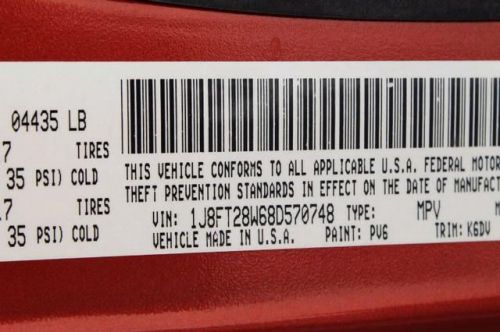 04435 LB
7 TIRES
35 PSI) COLD
17 TIRES
35 PSI) COLD
THIS VEHICLE CONFORMS TO ALL APPLICABLE U.S.A. FEDERAL MOTOR
THEFT PREVENTION STANDARDS IN EFFECT ON THE DATE OF MANUFACT
VIN: 1J8FT28W68D570748 TYPE: MPV M
VEHICLE MADE IN U.S.A. PAINT: PV6 TRIM: K6DV